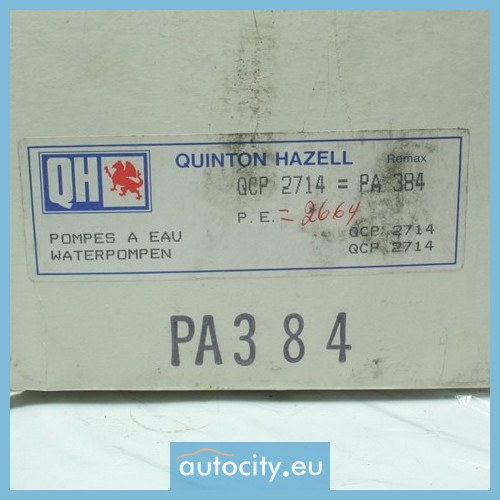 QH
QUINTON HAZELL Remax
QCP 2714 = PA 384
P.E. = 2664
POMPES A EAU
WATERPOMPEN
QCP 2714
QCP 2714
PA384
autocity.eu